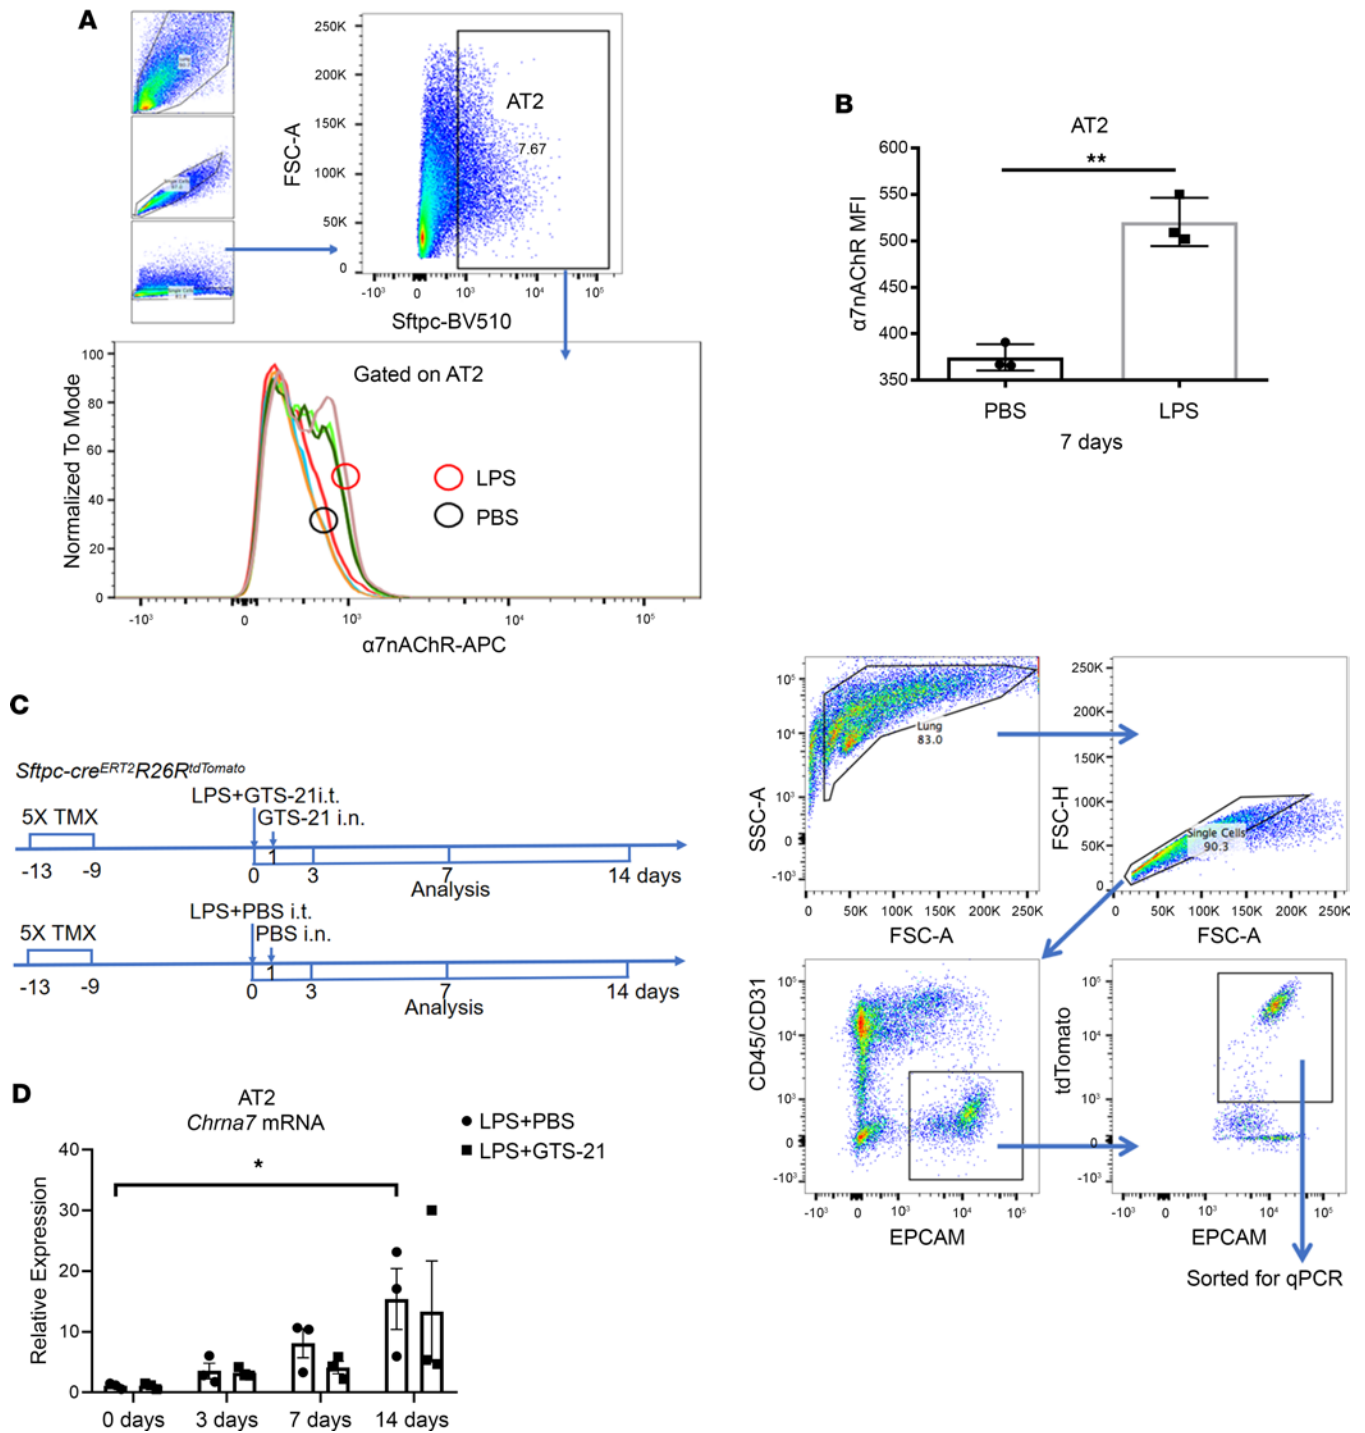 A
250K
200K
150K
100K
50K
0
FSC-A
AT2
7.67
-10³ 0 10³ 10⁴ 10⁵
Sftpc-BV510
Single Cells
Single Cells
100
80
60
40
20
0
Normalized To Mode
Gated on AT2
LPS
PBS
-10³ 0 10³ 10⁴ 10⁵
α7nAChR-APC
B
AT2
**
600
550
500
450
400
350
α7nAChR MFI
PBS LPS
7 days
C
Sftpc-creERT2R26RtdTomato
LPS+GTS-21i.t.
5X TMX
GTS-21 i.n.
1
-13 -9 0 3 7 14 days
Analysis
LPS+PBS i.t.
5X TMX
PBS i.n.
1
-13 -9 0 3 7 14 days
Analysis
10⁵
10⁴
10³
0
-10³
SSC-A
Lung
83.0
0 50K 100K 150K 200K 250K
FSC-A
250K
200K
150K
100K
50K
0
FSC-H
Single Cells
90.3
0 50K 100K 150K 200K 250K
FSC-A
10⁵
10⁴
10³
0
-10³
CD45/CD31
-10³ 0 10³ 10⁴ 10⁵
EPCAM
10⁵
10⁴
10³
0
-10³
tdTomato
-10³ 0 10³ 10⁴ 10⁵
EPCAM
Sorted for qPCR
D
AT2
Chrna7 mRNA
LPS+PBS
LPS+GTS-21
*
40
30
20
10
0
Relative Expression
0 days 3 days 7 days 14 days